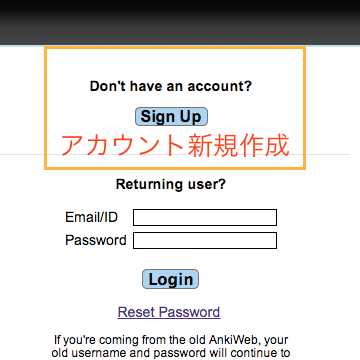 Don't have an account?
Sign Up
アカウント新規作成
Returning user?
Email/ID
Password
Login
Reset Password
If you're coming from the old AnkiWeb, your
old username and password will continue to